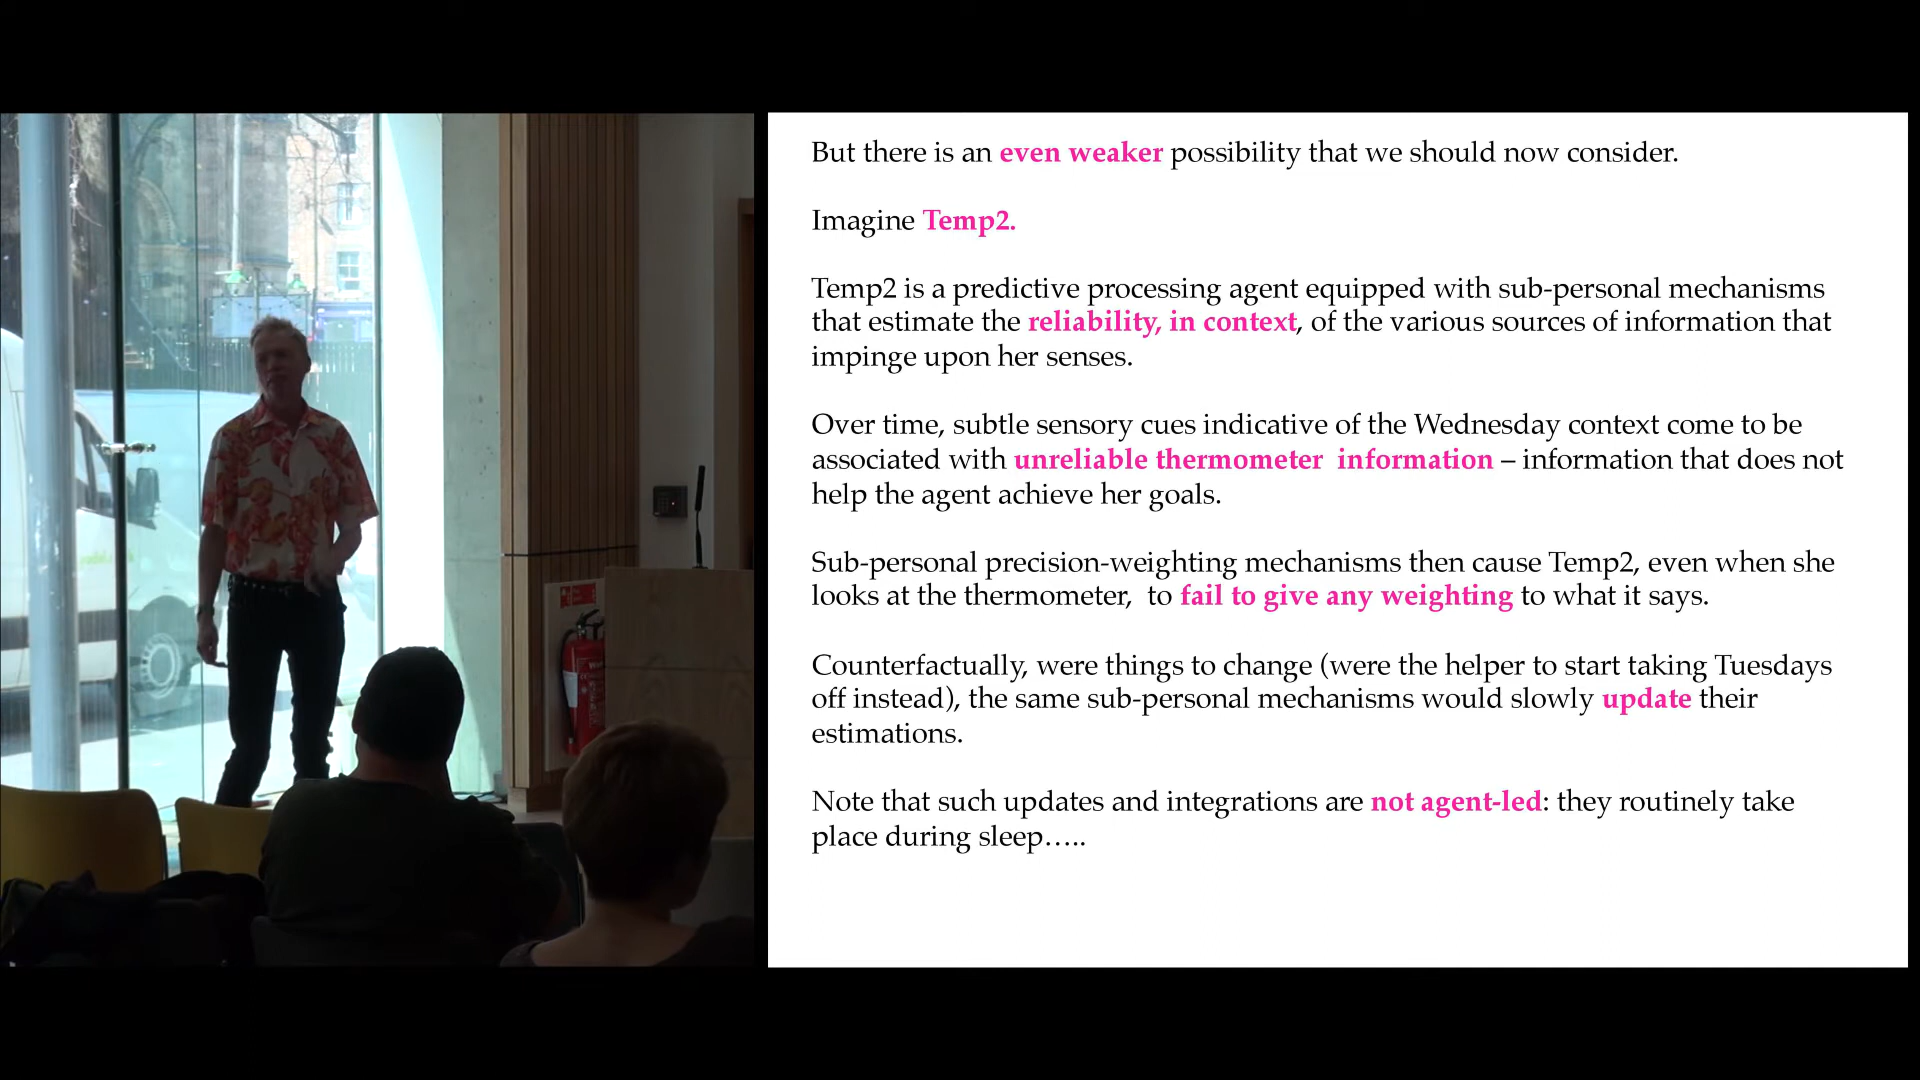 But there is an even weaker possibility that we should now consider.
Imagine Temp2.
Temp2 is a predictive processing agent equipped with sub-personal mechanisms
that estimate the reliability, in context, of the various sources of information that
impinge upon her senses.
Over time, subtle sensory cues indicative of the Wednesday context come to be
associated with unreliable thermometer  information – information that does not
help the agent achieve her goals.
Sub-personal precision-weighting mechanisms then cause Temp2, even when she
looks at the thermometer,  to fail to give any weighting to what it says.
Counterfactually, were things to change (were the helper to start taking Tuesdays
off instead), the same sub-personal mechanisms would slowly update their
estimations.
Note that such updates and integrations are not agent-led: they routinely take
place during sleep…..